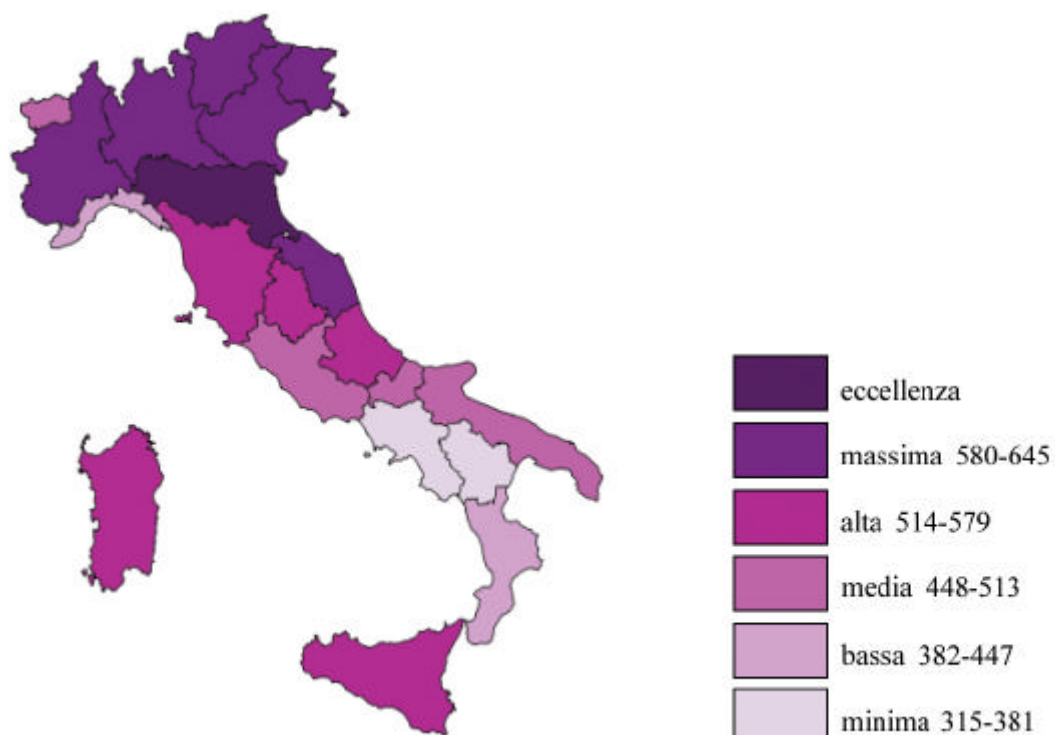 eccellenza
massima 580-645
alta 514-579
media 448-513
bassa 382-447
minima 315-381